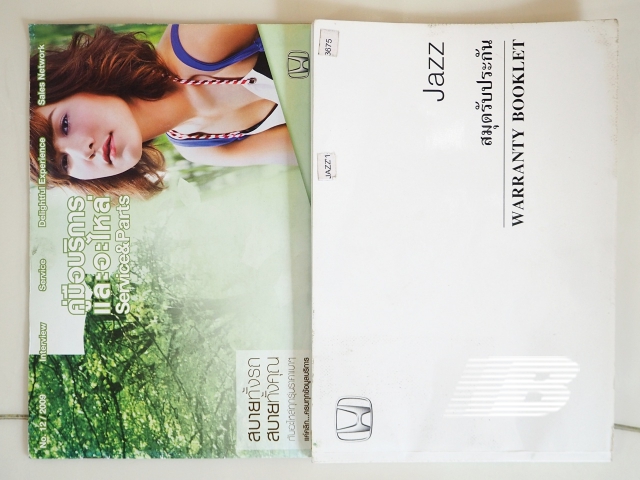 No. 12 / 2009 Interview Service Delightful Experience Sales Network
คู่มือบริการ
และอะไหล่
Service&Parts
สบายทั้งรถ
สบายทั้งคุณ
3675
JAZZ'1
Jazz
สมุดรับประกัน
WARRANTY BOOKLET